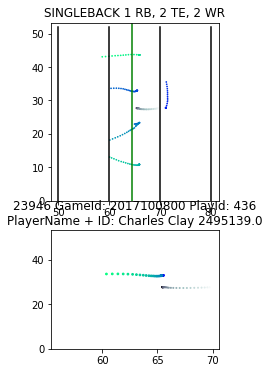 SINGLEBACK 1 RB, 2 TE, 2 WR
50
40
30
20
10
0
50 60 70 80
23946 GameId: 2017100800 PlayId: 436
PlayerName + ID: Charles Clay 2495139.0
40
20
0
60 65 70